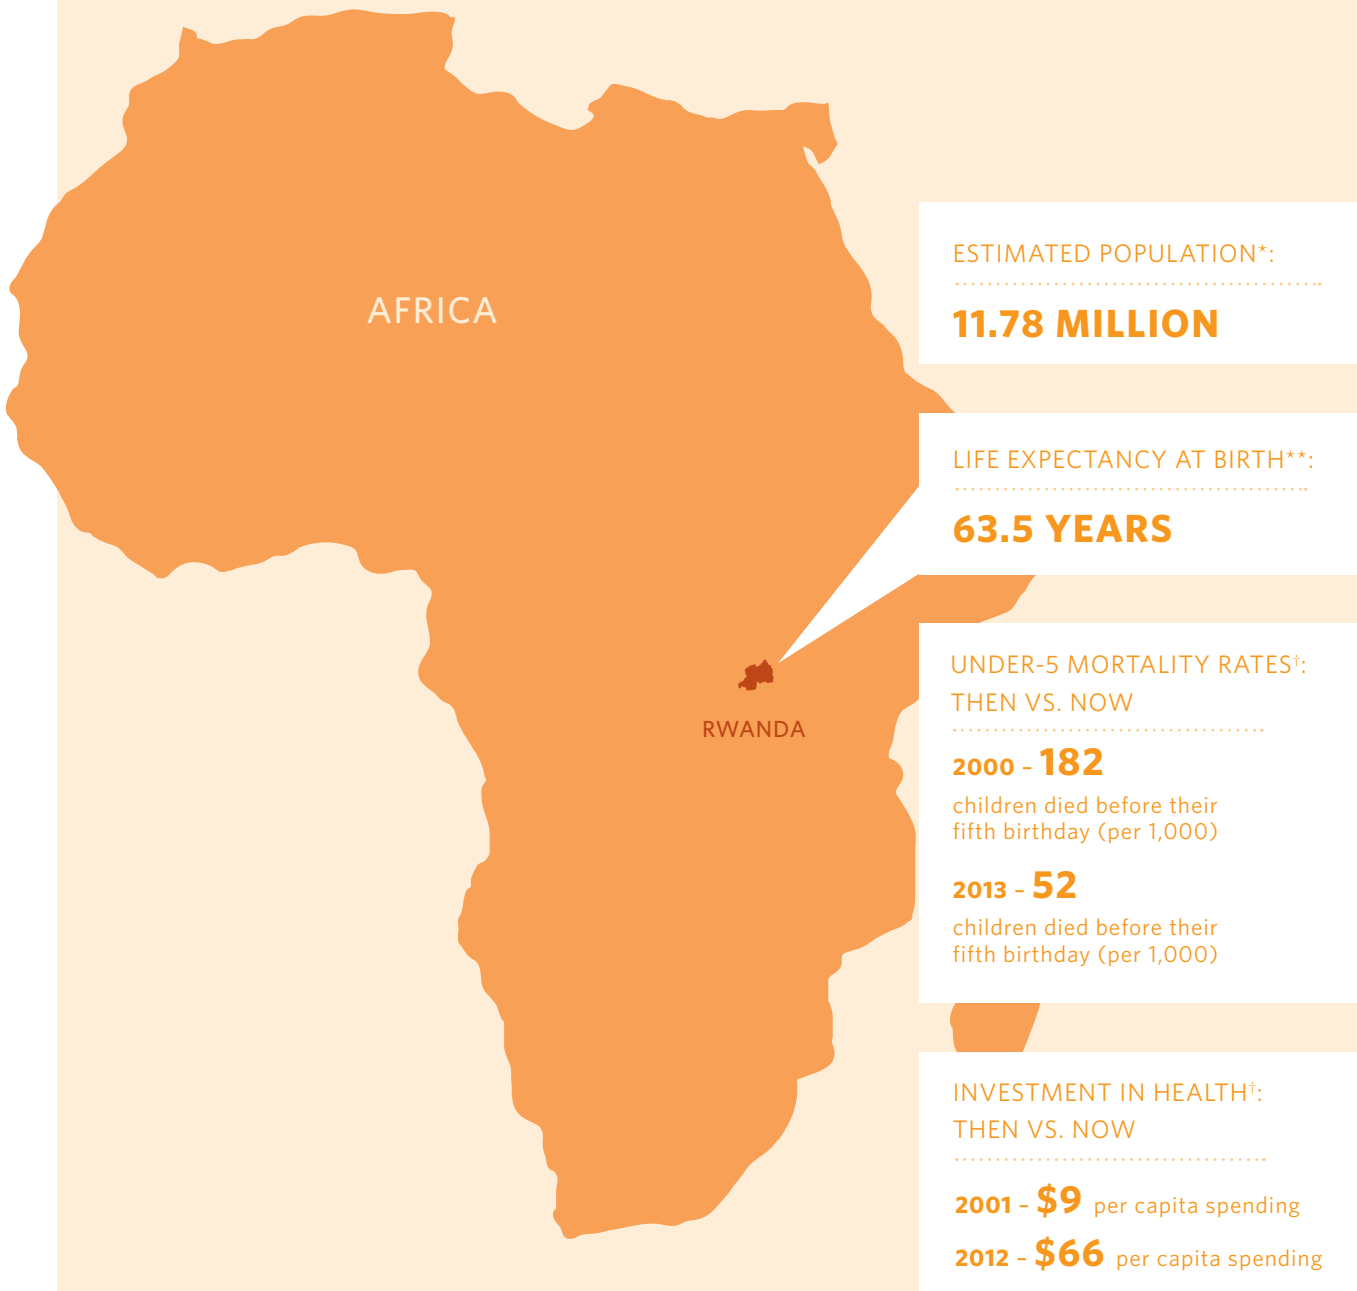 AFRICA
RWANDA
ESTIMATED POPULATION*:
11.78 MILLION
LIFE EXPECTANCY AT BIRTH**:
63.5 YEARS
UNDER-5 MORTALITY RATES†:
THEN VS. NOW
2000 – 182
children died before their
fifth birthday (per 1,000)
2013 – 52
children died before their
fifth birthday (per 1,000)
INVESTMENT IN HEALTH†:
THEN VS. NOW
2001 – $9 per capita spending
2012 – $66 per capita spending